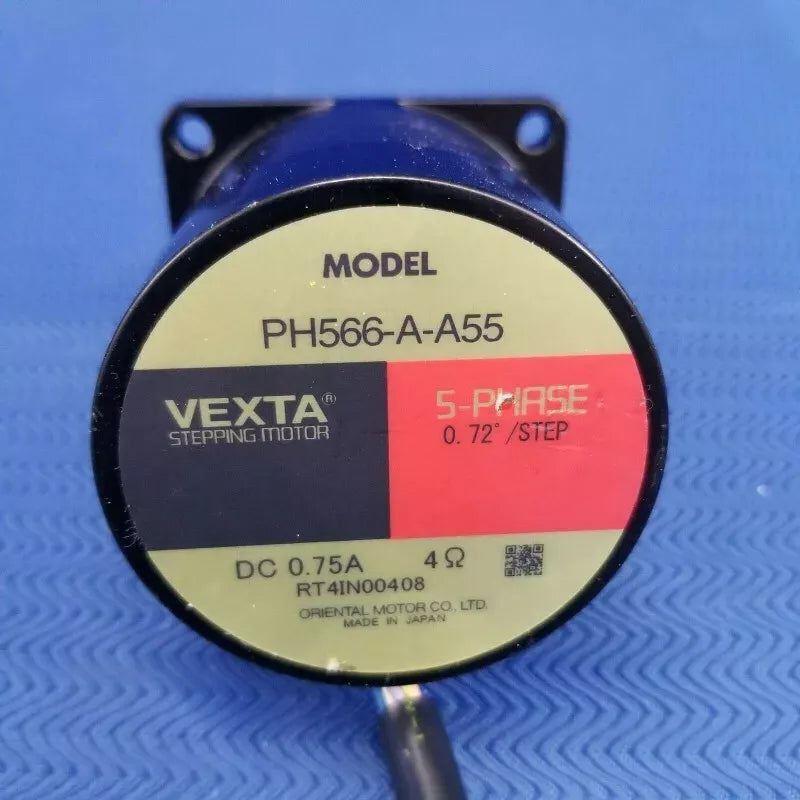 MODEL
PH566-A-A55
VEXTA®
STEPPING MOTOR
5-PHASE
0.72°/STEP
DC 0.75A 4Ω
RT4IN00408
ORIENTAL MOTOR CO., LTD.
MADE IN JAPAN